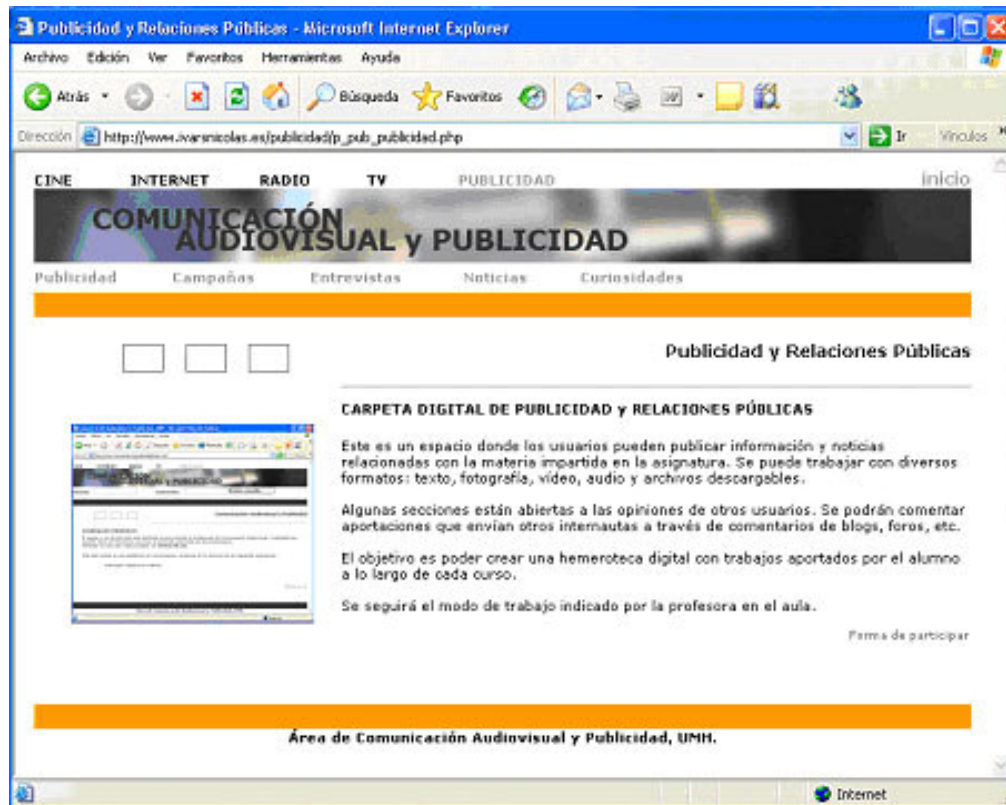 Publicidad y Relaciones Públicas - Microsoft Internet Explorer
Archivo Edición Ver Favoritos Herramientas Ayuda
Atrás Búsqueda Favoritos
Dirección http://www.ivarsnicolas.es/publicidad/p_pub_publicidad.php Ir Vínculos
CINE INTERNET RADIO TV PUBLICIDAD inicio
COMUNICACIÓN
AUDIOVISUAL y PUBLICIDAD
Publicidad Campañas Entrevistas Noticias Curiosidades
Publicidad y Relaciones Públicas
CARPETA DIGITAL DE PUBLICIDAD y RELACIONES PÚBLICAS
Este es un espacio donde los usuarios pueden publicar información y noticias
relacionadas con la materia impartida en la asignatura. Se puede trabajar con diversos
formatos: texto, fotografía, vídeo, audio y archivos descargables.
Algunas secciones están abiertas a las opiniones de otros usuarios. Se podrán comentar
aportaciones que envían otros internautas a través de comentarios de blogs, foros, etc.
El objetivo es poder crear una hemeroteca digital con trabajos aportados por el alumno
a lo largo de cada curso.
Se seguirá el modo de trabajo indicado por la profesora en el aula.
Forma de participar
Área de Comunicación Audiovisual y Publicidad, UMH.
Internet